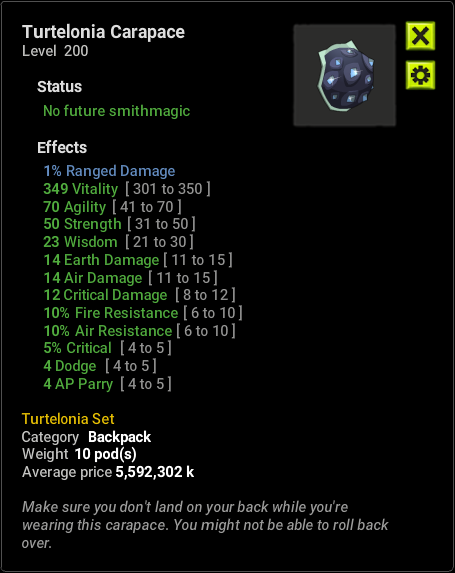 Turtelonia Carapace
Level 200
Status
No future smithmagic
Effects
1% Ranged Damage
349 Vitality [ 301 to 350 ]
70 Agility [ 41 to 70 ]
50 Strength [ 31 to 50 ]
23 Wisdom [ 21 to 30 ]
14 Earth Damage [ 11 to 15 ]
14 Air Damage [ 11 to 15 ]
12 Critical Damage [ 8 to 12 ]
10% Fire Resistance [ 6 to 10 ]
10% Air Resistance [ 6 to 10 ]
5% Critical [ 4 to 5 ]
4 Dodge [ 4 to 5 ]
4 AP Parry [ 4 to 5 ]
Turtelonia Set
Category Backpack
Weight 10 pod(s)
Average price 5,592,302 k
Make sure you don't land on your back while you're
wearing this carapace. You might not be able to roll back
over.